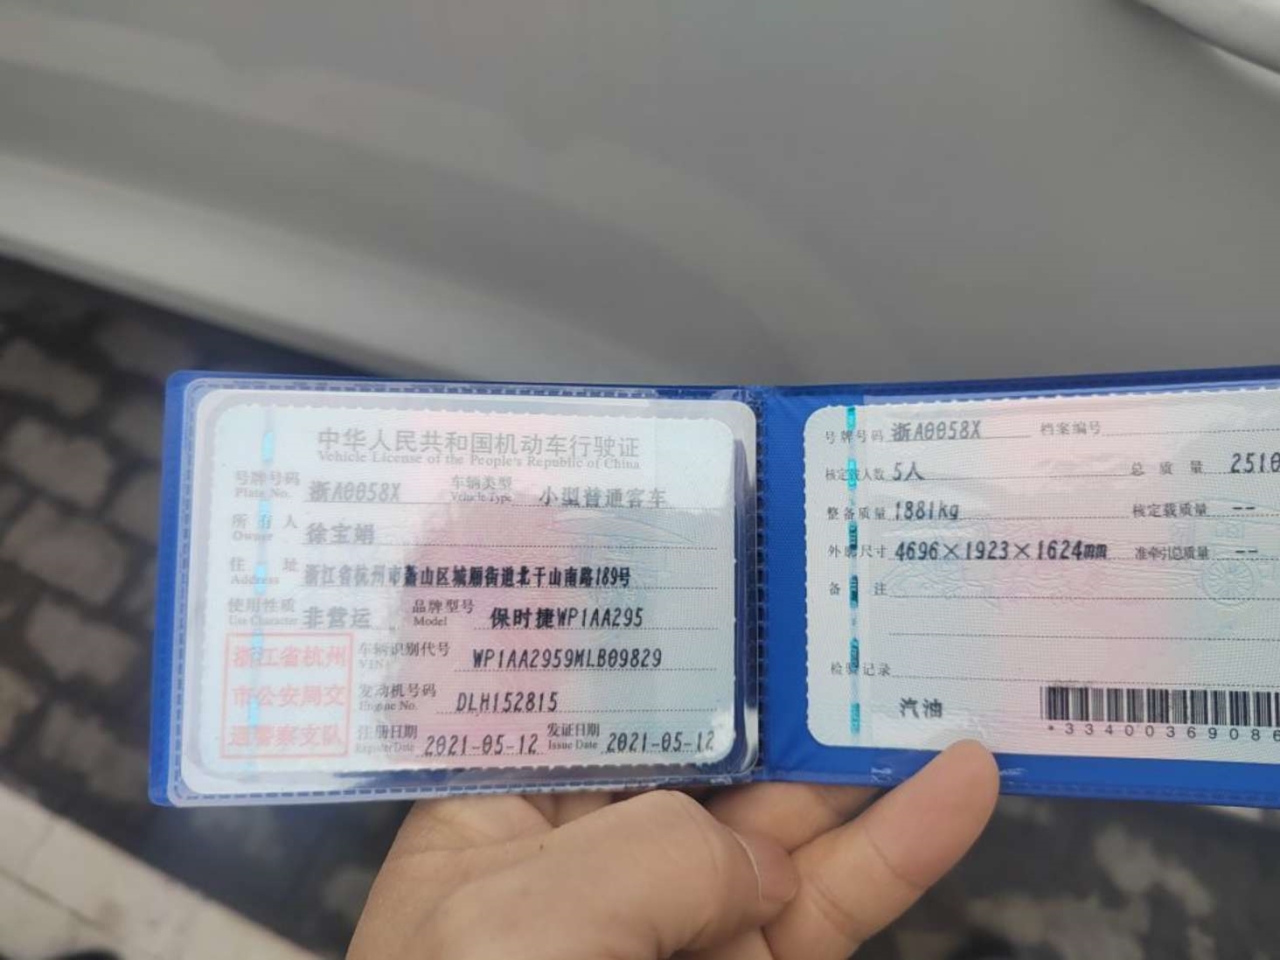 中华人民共和国机动车行驶证
Vehicle License of the People's Republic of China
号牌号码 浙A0058X 车辆类型 小型普通客车
Plate No. Vehicle Type
所有人 徐宝娟
Owner
住址 浙江省杭州市萧山区城厢街道北干山南路189号
Address
使用性质 非营运 品牌型号 保时捷WP1AA295
Use Character Model
浙江省杭州
市公安局交
通警察支队
车辆识别代号 WP1AA2959MLB09829
VIN
发动机号码 DLH152815
Engine No.
注册日期 2021-05-12 发证日期 2021-05-12
Register Date Issue Date
号牌号码 浙A0058X 档案编号
核定载人数 5人 总质量 2510
整备质量 1881kg 核定载质量 --
外廓尺寸 4696×1923×1624mm 准牵引总质量 --
备注
检验记录
汽油
*33400369086